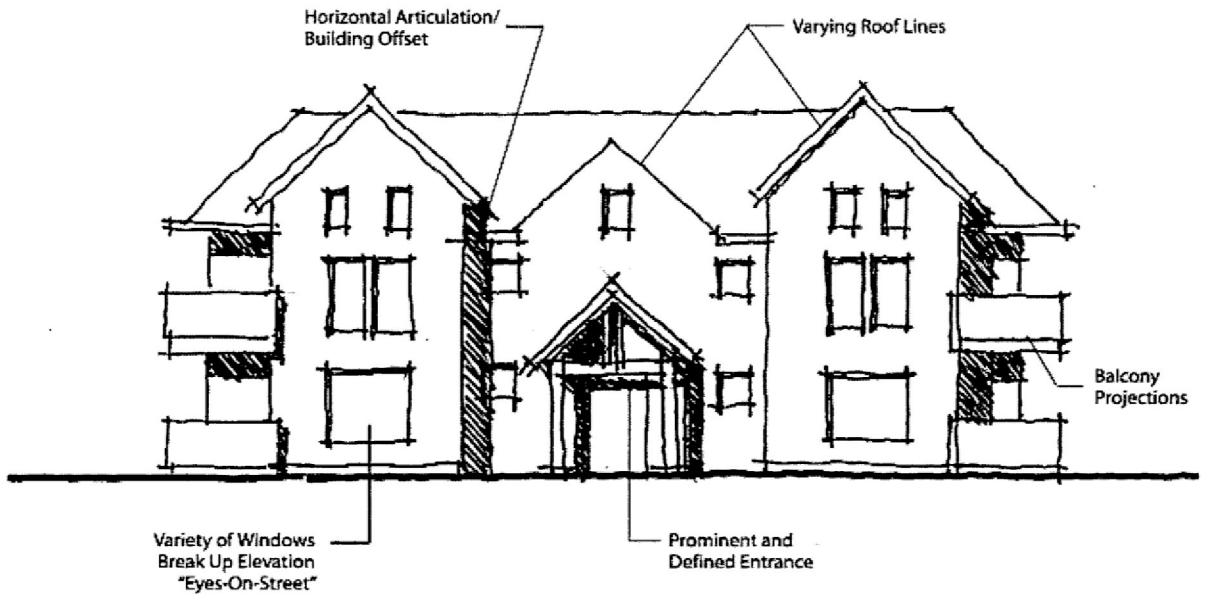 Horizontal Articulation/
Building Offset
Varying Roof Lines
Balcony
Projections
Variety of Windows
Break Up Elevation
"Eyes-On-Street"
Prominent and
Defined Entrance